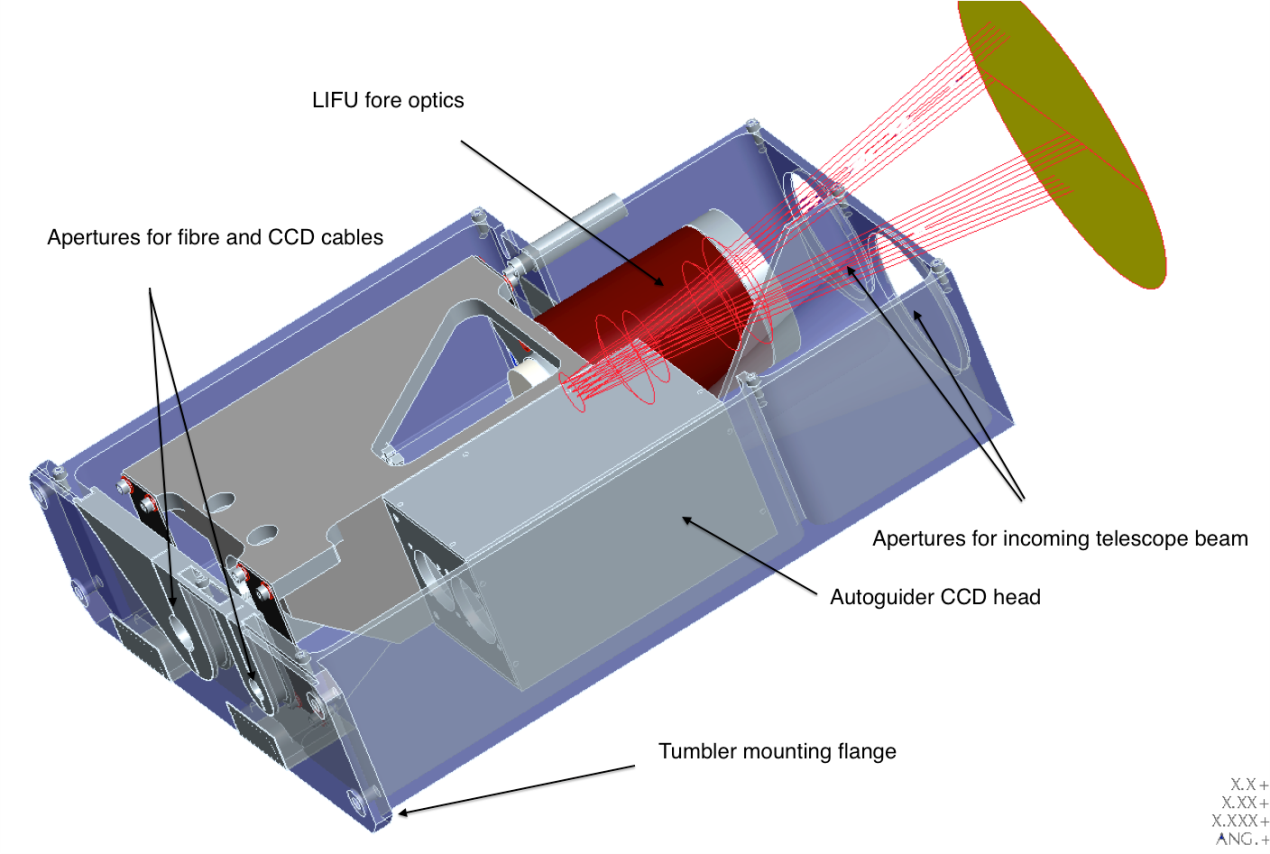 LIFU fore optics
Apertures for fibre and CCD cables
Apertures for incoming telescope beam
Autoguider CCD head
Tumbler mounting flange
X.X+
X.XX+
X.XXX+
ANG.+